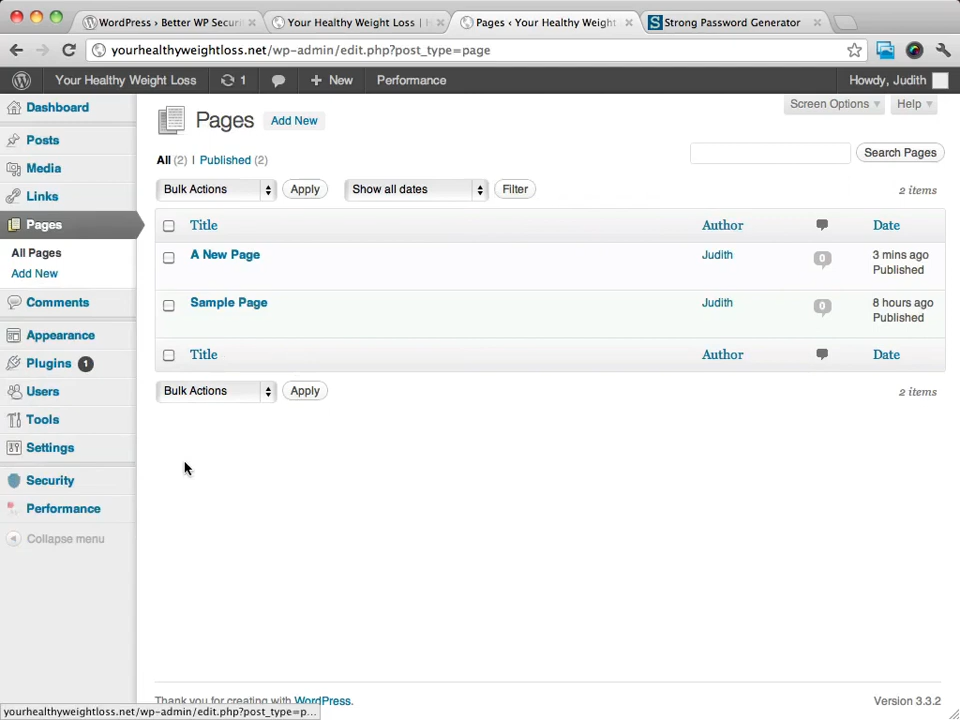 WordPress › Better WP Securi
Your Healthy Weight Loss | H
Pages ‹ Your Healthy Weight
Strong Password Generator
yourhealthyweightloss.net/wp-admin/edit.php?post_type=page
Your Healthy Weight Loss
1
New
Performance
Howdy, Judith
Dashboard
Posts
Media
Links
Pages
All Pages
Add New
Comments
Appearance
Plugins 1
Users
Tools
Settings
Security
Performance
Collapse menu
Screen Options
Help
Pages
Add New
All (2) | Published (2)
Search Pages
Bulk Actions
Apply
Show all dates
Filter
2 items
Title
Author
Date
A New Page
Judith
0
3 mins ago
Published
Sample Page
Judith
0
8 hours ago
Published
Title
Author
Date
Bulk Actions
Apply
2 items
Thank you for creating with WordPress.
Version 3.3.2
yourhealthyweightloss.net/wp-admin/edit.php?post_type=p...